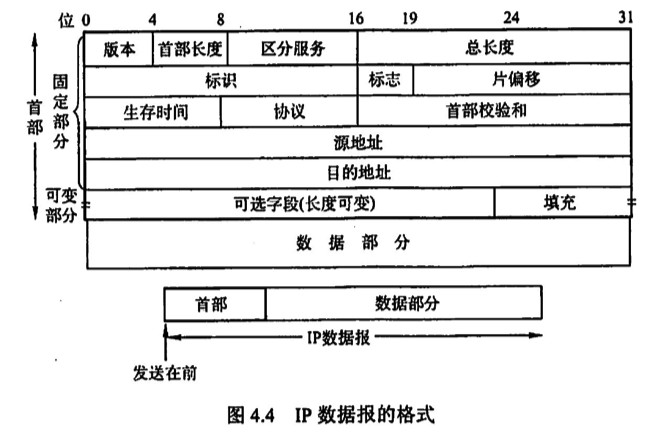 位 0 4 8 16 19 24 31
版本 首部长度 区分服务 总长度
标识 标志 片偏移
生存时间 协议 首部校验和
源地址
目的地址
可选字段(长度可变) 填充
数据部分
首部
固定部分
可变部分
首部 数据部分
IP数据报
发送在前
图 4.4 IP 数据报的格式